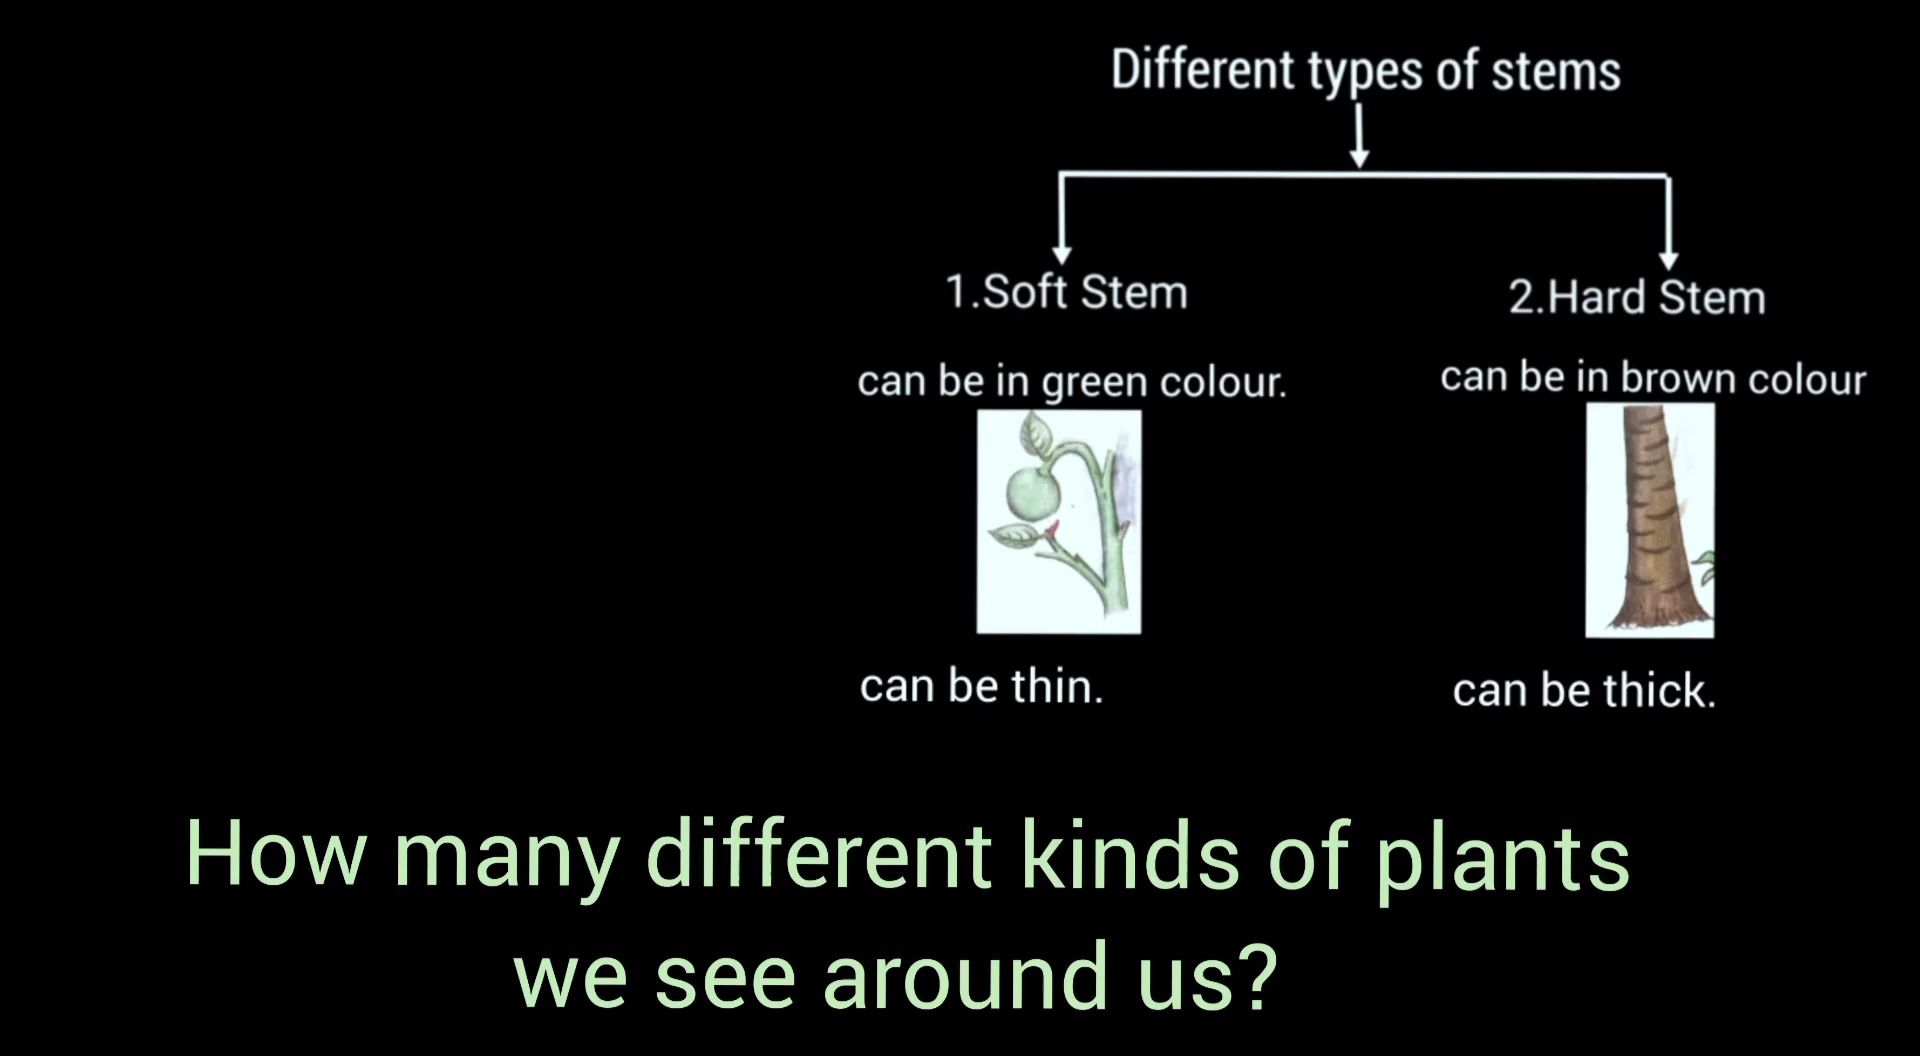 Different types of stems
1.Soft Stem
2.Hard Stem
can be in green colour.
can be in brown colour
can be thin.
can be thick.
How many different kinds of plants
we see around us?